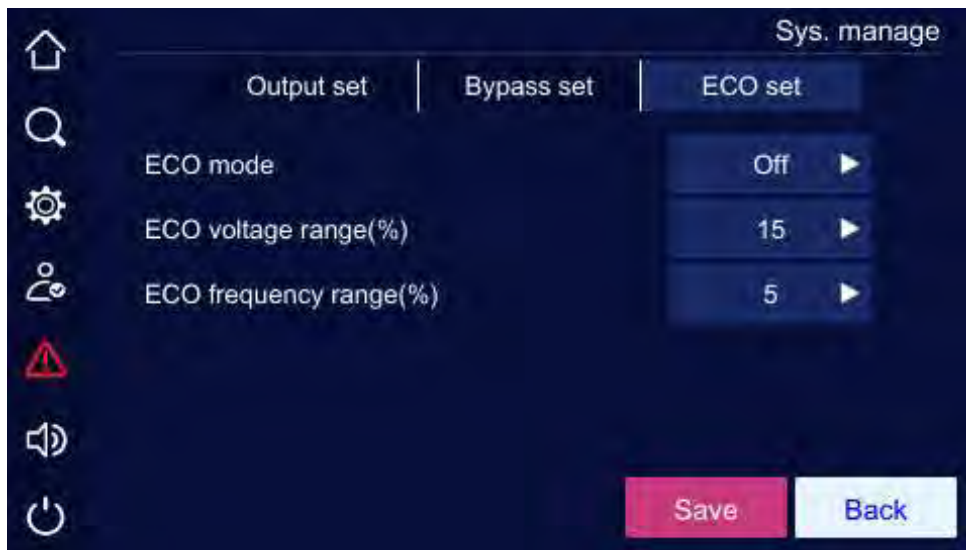 Sys. manage
Output set Bypass set ECO set
ECO mode Off
ECO voltage range(%) 15
ECO frequency range(%) 5
Save Back